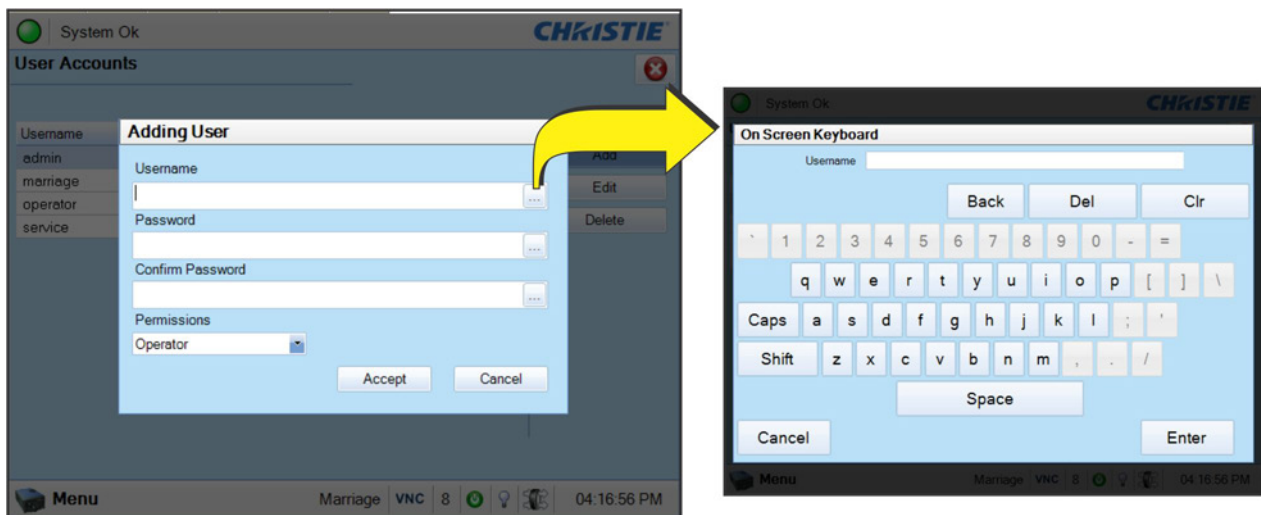 System Ok
CHRISTIE
User Accounts
Username
admin
marriage
operator
service
Add
Edit
Delete
Adding User
Username
...
Password
...
Confirm Password
...
Permissions
Operator
Accept Cancel
Menu Marriage VNC 8 04:16:56 PM
System Ok CHRISTIE
On Screen Keyboard
Username
Back Del Clr
` 1 2 3 4 5 6 7 8 9 0 - =
q w e r t y u i o p [ ] \
Caps a s d f g h j k l ; '
Shift z x c v b n m , . /
Space
Cancel Enter
Menu Marriage VNC 8 04:16:56 PM